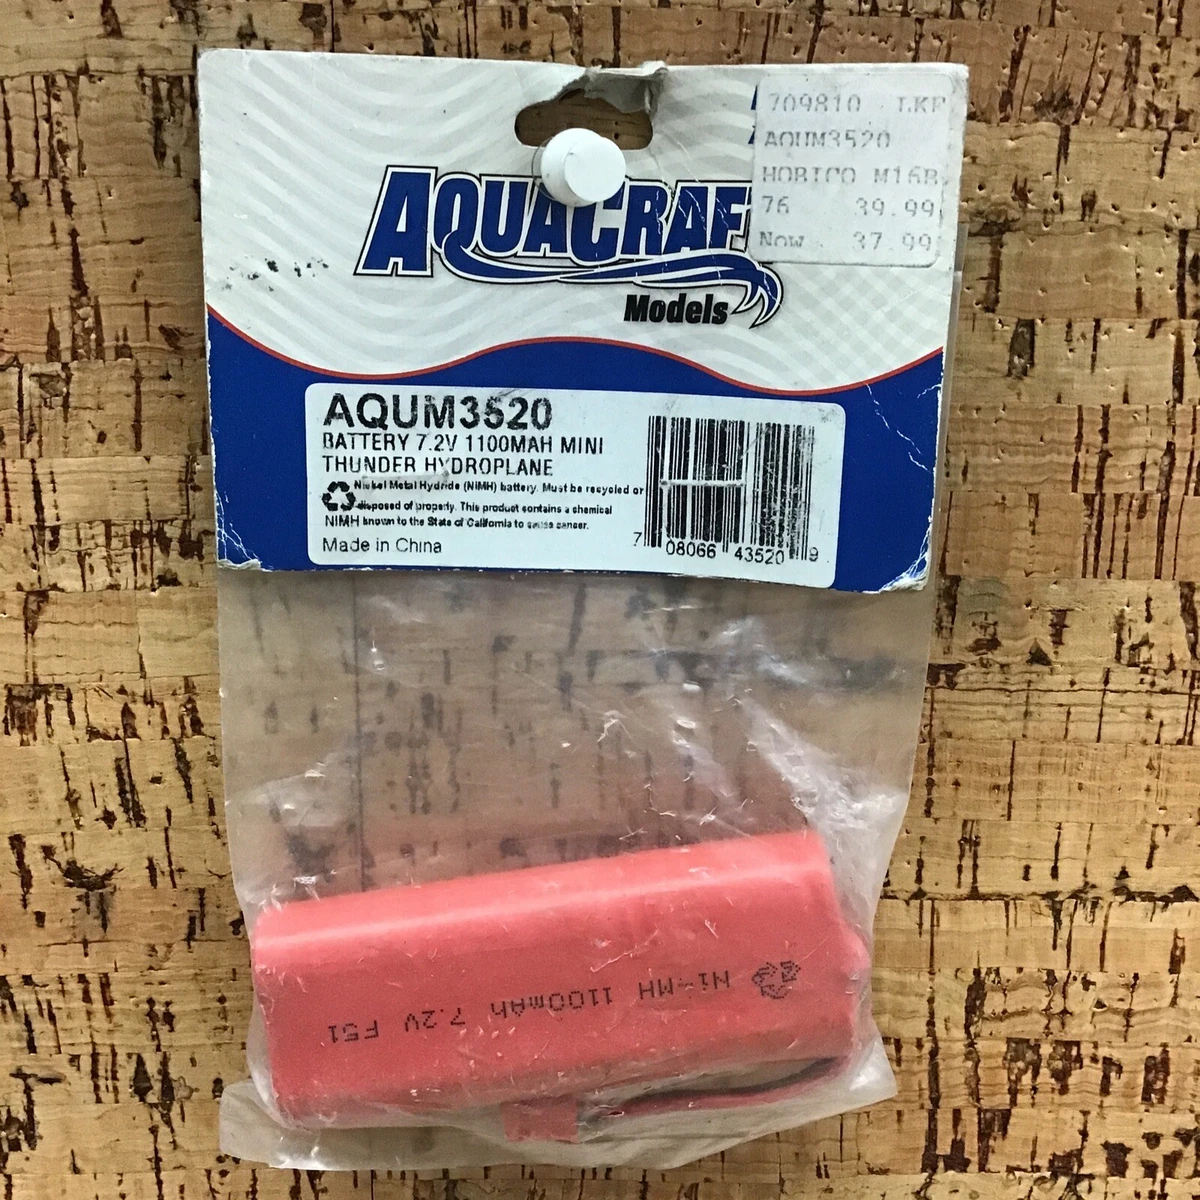 709810 LKF
AQUM3520
HOBICO M16B
76 39.99
Now 37.99
AQUACRAF
Models
AQUM3520
BATTERY 7.2V 1100MAH MINI
THUNDER HYDROPLANE
Nickel Metal Hydride (NiMH) battery. Must be recycled or
disposed of properly. This product contains a chemical
NIMH known to the State of California to cause cancer.
Made in China
7 08066 43520 9
Ni-MH 1100mAh 7.2V F51